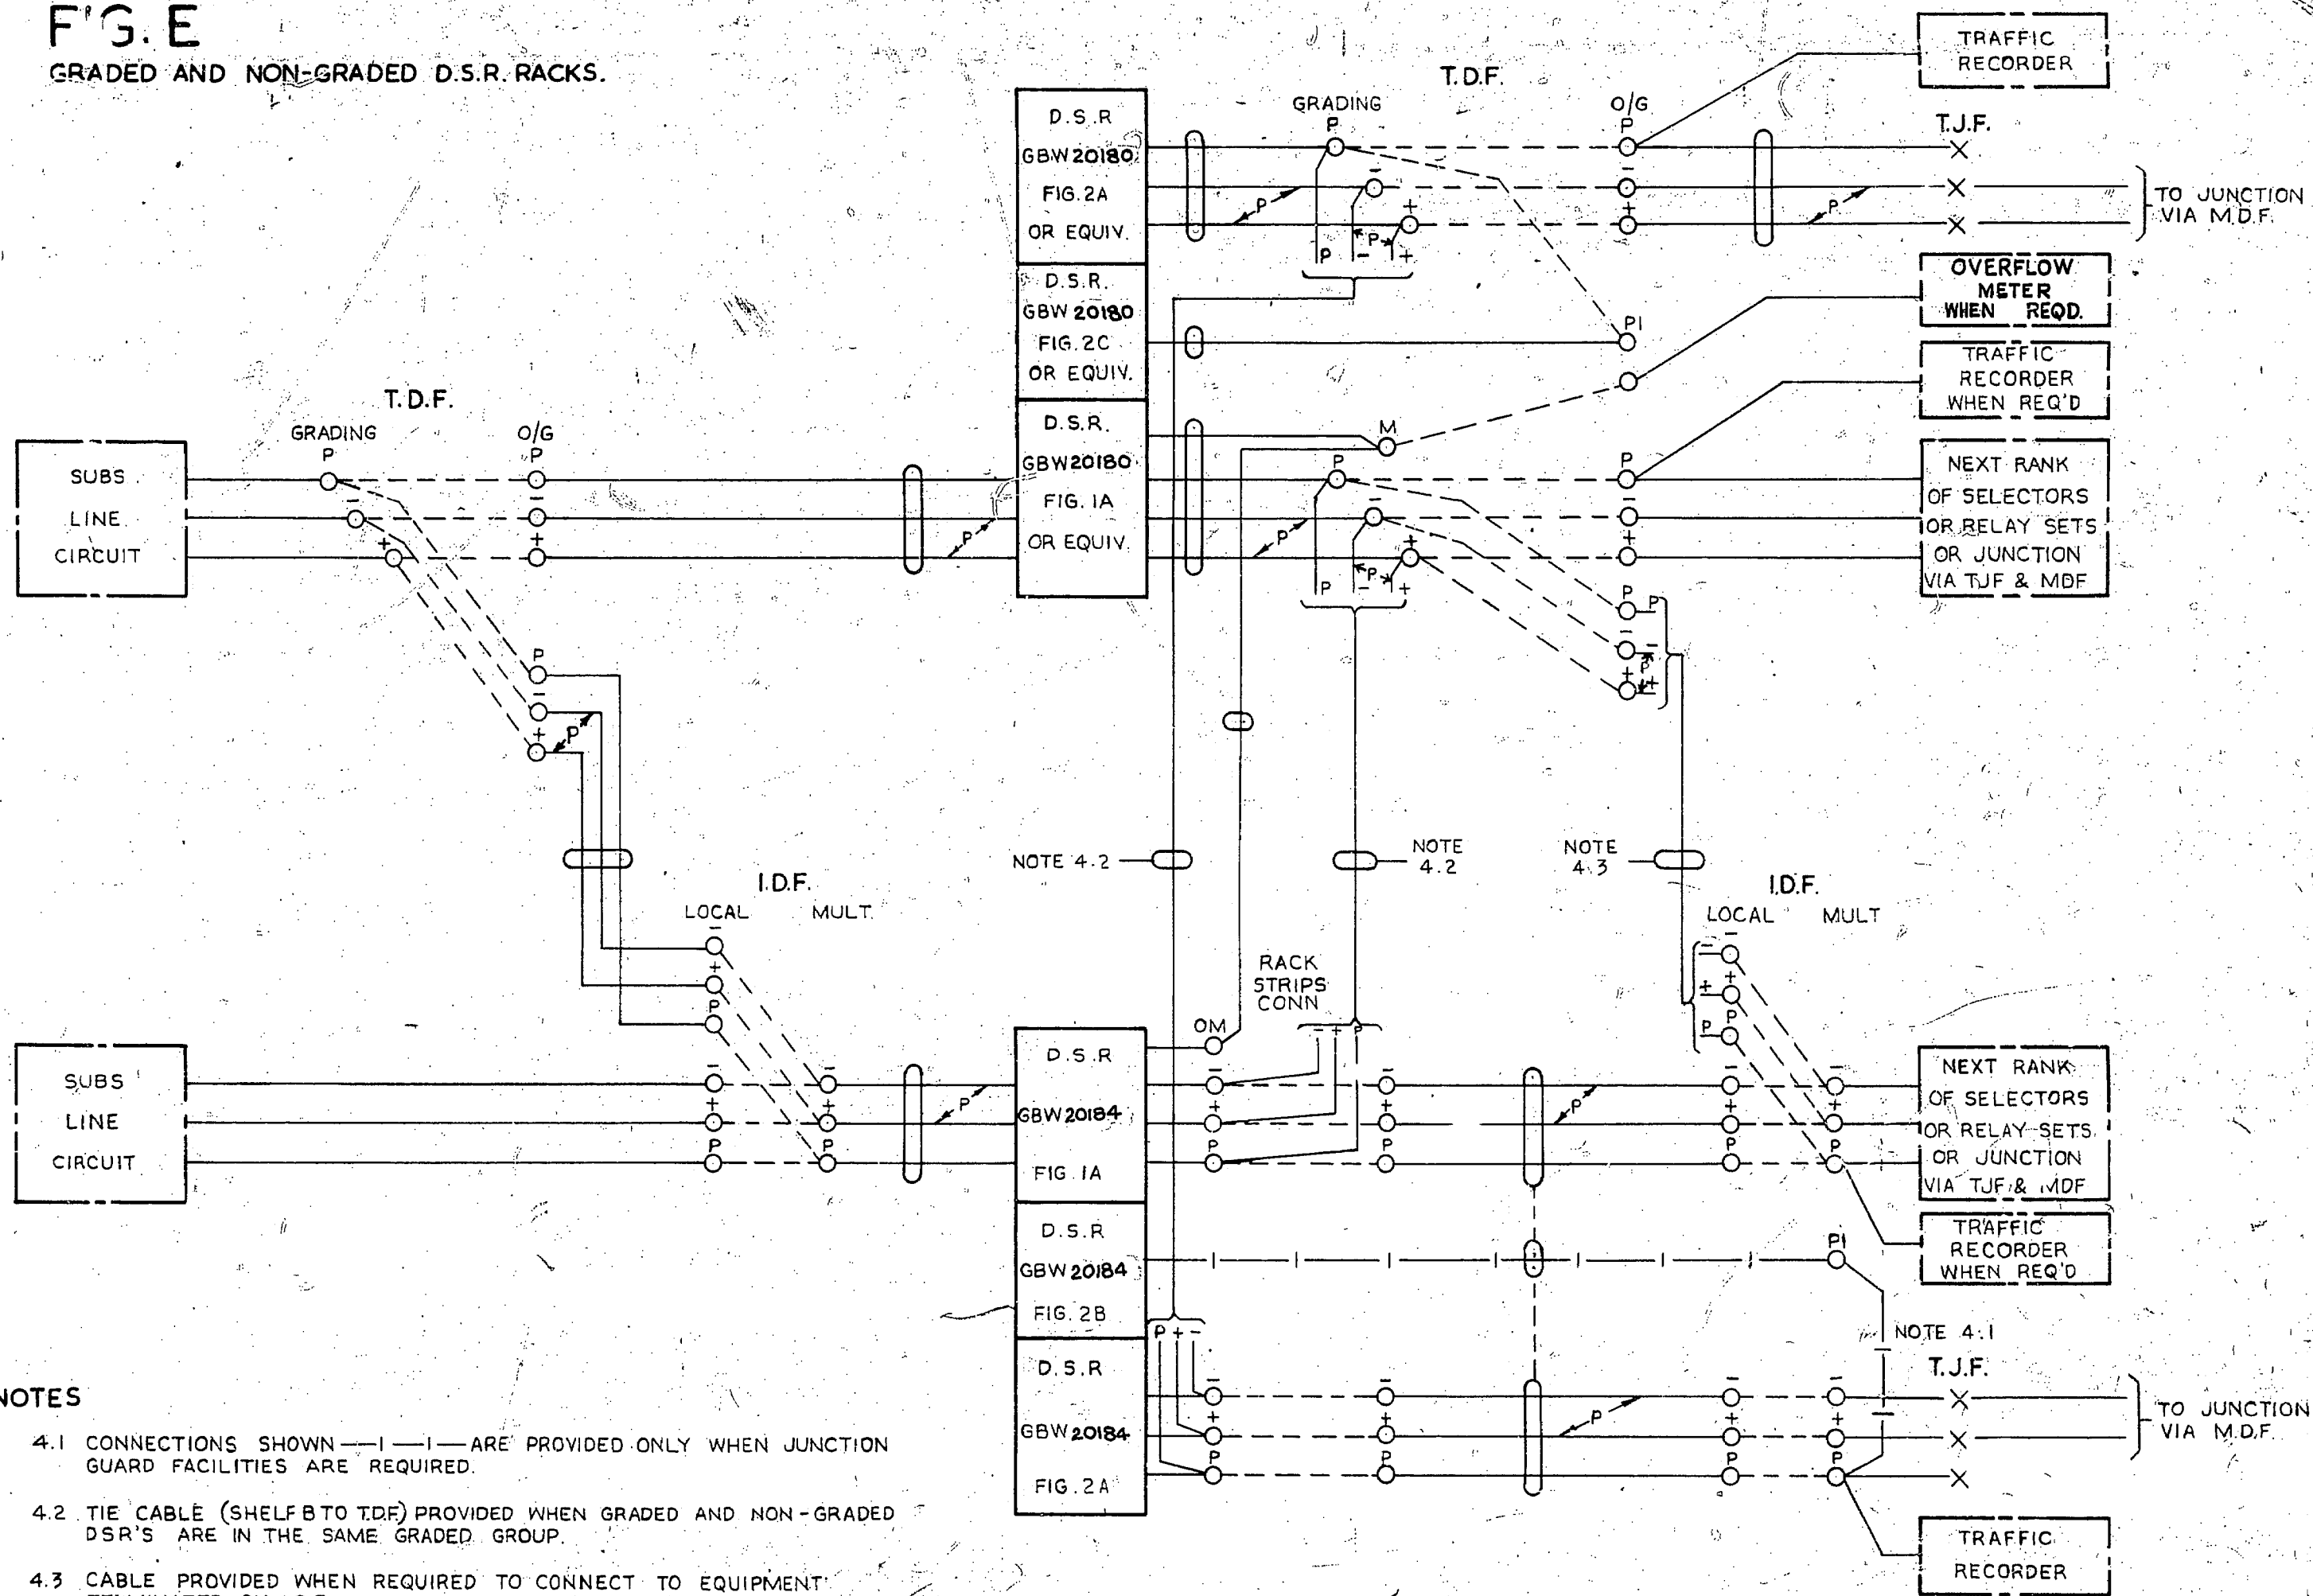 F'G. E
GRADED AND NON-GRADED D.S.R. RACKS.
T.D.F.
GRADING
P
-
+
O/G
P
-
+
P
P
P
P - +
TRAFFIC
RECORDER
T.J.F.
TO JUNCTION
VIA M.D.F.
D.S.R
GBW 20180
FIG. 2A
OR EQUIV.
D.S.R.
GBW 20180
FIG. 2C
OR EQUIV.
D.S.R.
GBW 20180
FIG. 1A
OR EQUIV.
PI
OVERFLOW
METER
WHEN REQD.
TRAFFIC
RECORDER
WHEN REQ'D
NEXT RANK
OF SELECTORS
OR RELAY SETS
OR JUNCTION
VIA TJF & MDF
T.D.F.
GRADING
P
-
+
O/G
P
-
+
SUBS
LINE
CIRCUIT
P
M
P
-
+
P
P
P - +
P
-
+
P P
- -
P
+ +
P
-
+
P
NOTE 4.2
NOTE
4.2
NOTE
4.3
I.D.F.
LOCAL MULT.
-
+
P
I.D.F.
LOCAL MULT
- -
+ +
P P
RACK
STRIPS
CONN
- + P
OM
SUBS
LINE
CIRCUIT
- -
+ +
P P
P
D.S.R
GBW 20184
FIG. 1A
D.S.R
GBW 20184
FIG. 2B
D.S.R
GBW 20184
FIG. 2A
- -
+ +
P P
P
- -
+ +
P P
NEXT RANK
OF SELECTORS
OR RELAY SETS
OR JUNCTION
VIA TJF & MDF
TRAFFIC
RECORDER
WHEN REQ'D
PI
NOTE 4.1
T.J.F.
P + -
- -
+ +
P P
P
- -
+ +
P P
TO JUNCTION
VIA M.D.F.
TRAFFIC
RECORDER
NOTES
4.1 CONNECTIONS SHOWN —I—I— ARE PROVIDED ONLY WHEN JUNCTION
GUARD FACILITIES ARE REQUIRED.
4.2 TIE CABLE (SHELF B TO T.D.F.) PROVIDED WHEN GRADED AND NON-GRADED
DSR'S ARE IN THE SAME GRADED GROUP.
4.3 CABLE PROVIDED WHEN REQUIRED TO CONNECT TO EQUIPMENT